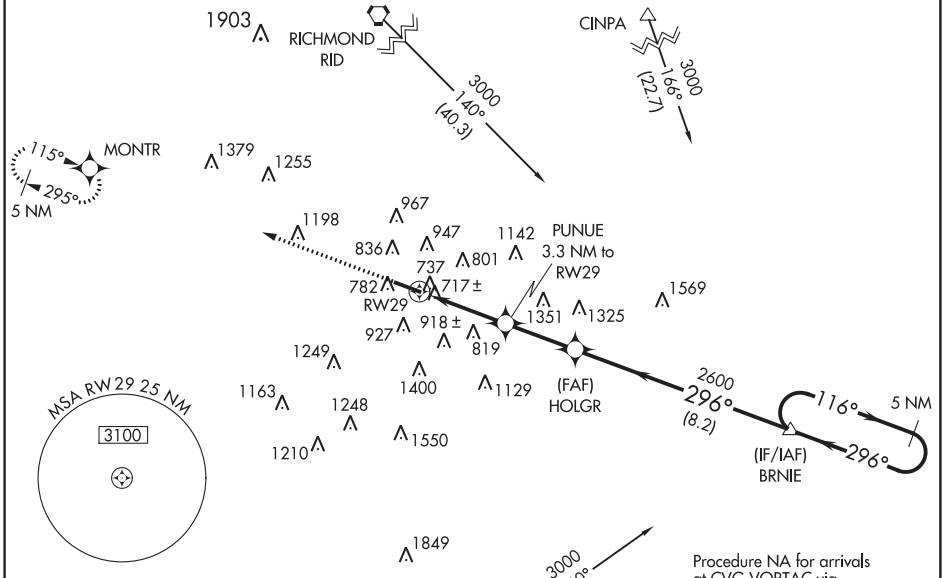 1903
RICHMOND
RID
3000
140°
(40.3)
CINPA
3000
166°
(22.7)
MONTR
115°
295°
5 NM
1379
1255
1198
967
836
947
801
1142
PUNUE
3.3 NM to
RW29
737
782
717±
RW29
1351
1325
1569
927
918±
819
1249
1400
1129
(FAF)
HOLGR
2600
296°
(8.2)
116°
5 NM
296°
(IF/IAF)
BRNIE
MSA RW 29 25 NM
3100
1163
1248
1210
1550
1849
3000
Procedure NA for arrivals